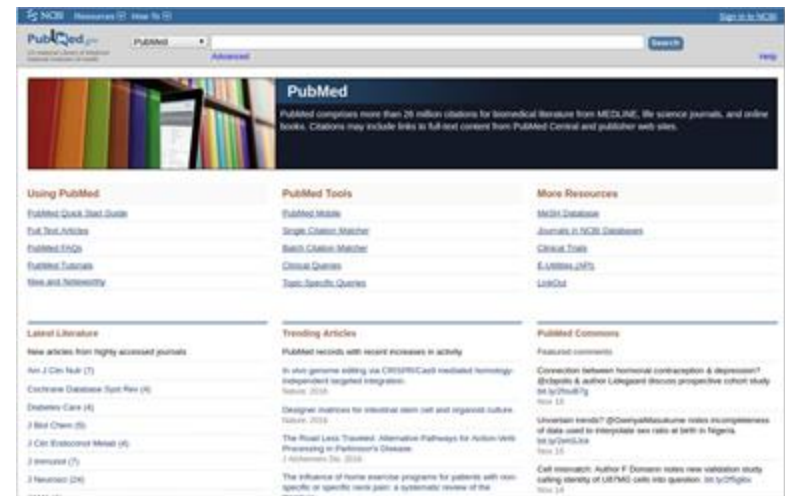 NCBI Resources How To Sign in to NCBI
PubMed.gov PubMed Search
US National Library of Medicine
National Institutes of Health
Advanced Help
PubMed
PubMed comprises more than 26 million citations for biomedical literature from MEDLINE, life science journals, and online
books. Citations may include links to full-text content from PubMed Central and publisher web sites.
Using PubMed
PubMed Quick Start Guide
Full Text Articles
PubMed FAQs
PubMed Tutorials
New and Noteworthy
PubMed Tools
PubMed Mobile
Single Citation Matcher
Batch Citation Matcher
Clinical Queries
Topic-Specific Queries
More Resources
MeSH Database
Journals in NCBI Databases
Clinical Trials
E-Utilities (API)
LinkOut
Latest Literature
New articles from highly accessed journals
Am J Clin Nutr (7)
Cochrane Database Syst Rev (4)
Diabetes Care (4)
J Biol Chem (5)
J Clin Endocrinol Metab (4)
J Immunol (7)
J Neurosci (24)
Trending Articles
PubMed records with recent increases in activity
In vivo genome editing via CRISPR/Cas9 mediated homology-
independent targeted integration.
Nature. 2016
Designer matrices for intestinal stem cell and organoid culture.
Nature. 2016
The Road Less Traveled: Alternative Pathways for Action-Verb
Processing in Parkinson's Disease.
J Alzheimers Dis. 2016
The influence of home exercise programs for patients with non-
specific or specific neck pain: a systematic review of the
PubMed Commons
Featured comments
Connection between hormonal contraception & depression?
@cbpolis & author Lidegaard discuss prospective cohort study.
Nov 18
Uncertain trends? @GwinyaiMasukume notes incompleteness
of data used to interpolate sex ratio at birth in Nigeria.
Nov 16
Cell mismatch: Author F Domann notes new validation study
calling identity of U87MG cells into question.
Nov 14